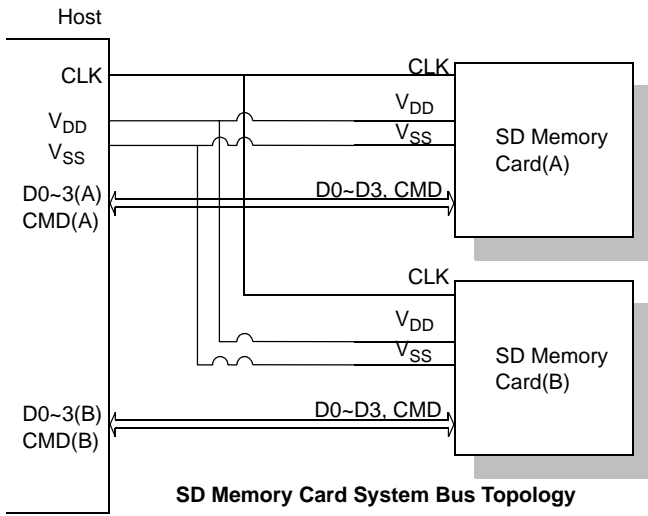 Host
CLK
VDD
VSS
D0~3(A)
CMD(A)
CLK
VDD
VSS
D0~D3, CMD
SD Memory
Card(A)
CLK
VDD
VSS
SD Memory
Card(B)
D0~3(B)
CMD(B)
D0~D3, CMD
SD Memory Card System Bus Topology